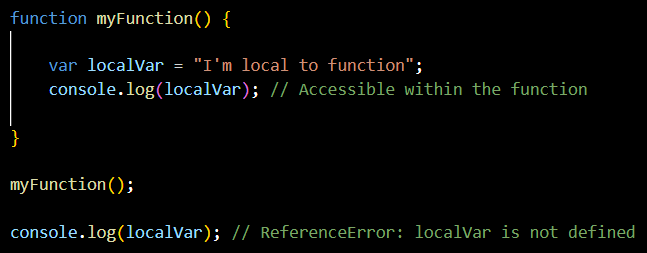 function myFunction() {
var localVar = "I'm local to function";
console.log(localVar); // Accessible within the function
}
myFunction();
console.log(localVar); // ReferenceError: localVar is not defined